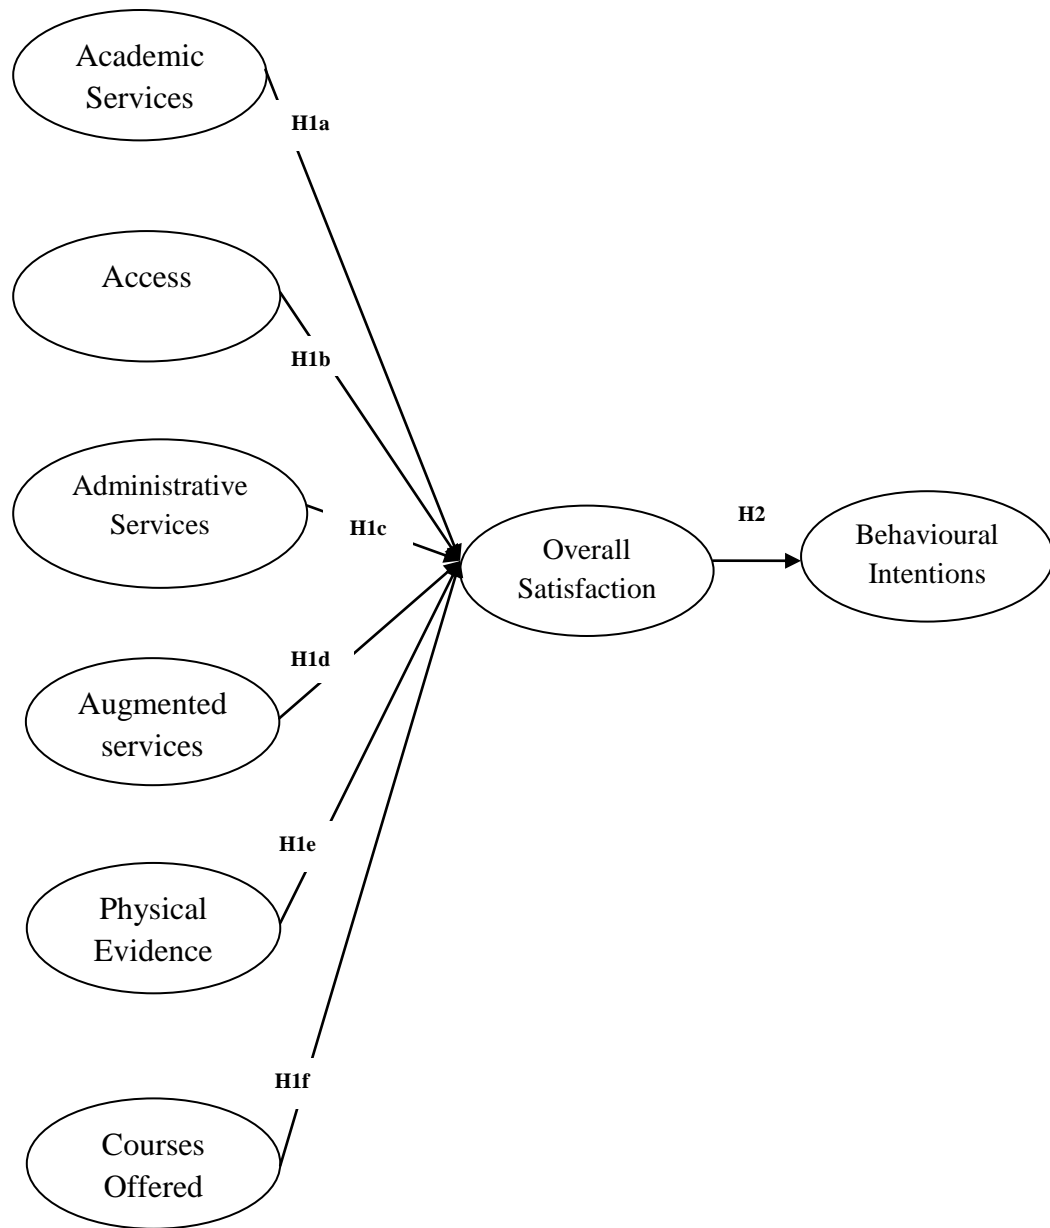 Academic
Services
H1a
Access
H1b
Administrative
Services
H1c
Overall
Satisfaction
H2
Behavioural
Intentions
H1d
Augmented
services
H1e
Physical
Evidence
H1f
Courses
Offered